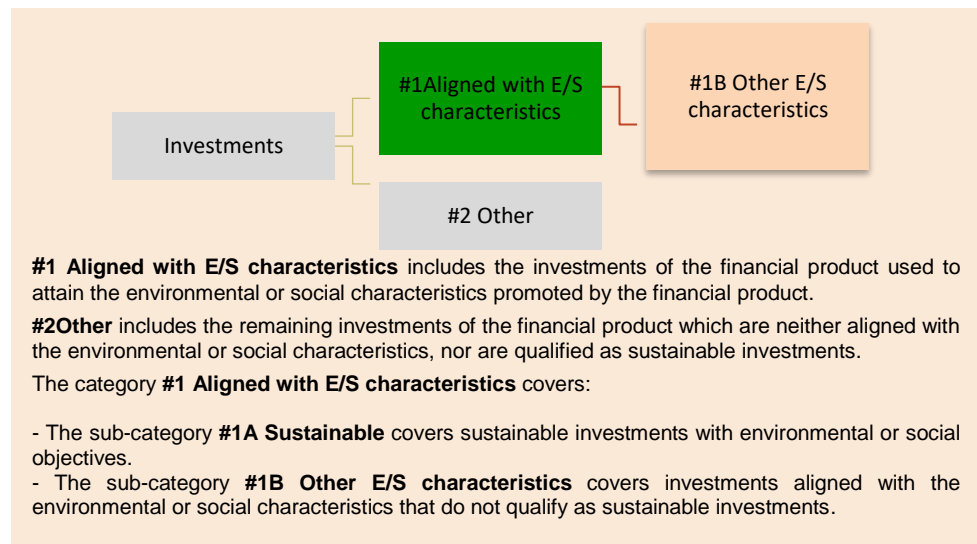 #1Aligned with E/S
characteristics
#1B Other E/S
characteristics
Investments
#2 Other
#1 Aligned with E/S characteristics includes the investments of the financial product used to
attain the environmental or social characteristics promoted by the financial product.
#2Other includes the remaining investments of the financial product which are neither aligned with
the environmental or social characteristics, nor are qualified as sustainable investments.
The category #1 Aligned with E/S characteristics covers:
- The sub-category #1A Sustainable covers sustainable investments with environmental or social
objectives.
- The sub-category #1B Other E/S characteristics covers investments aligned with the
environmental or social characteristics that do not qualify as sustainable investments.